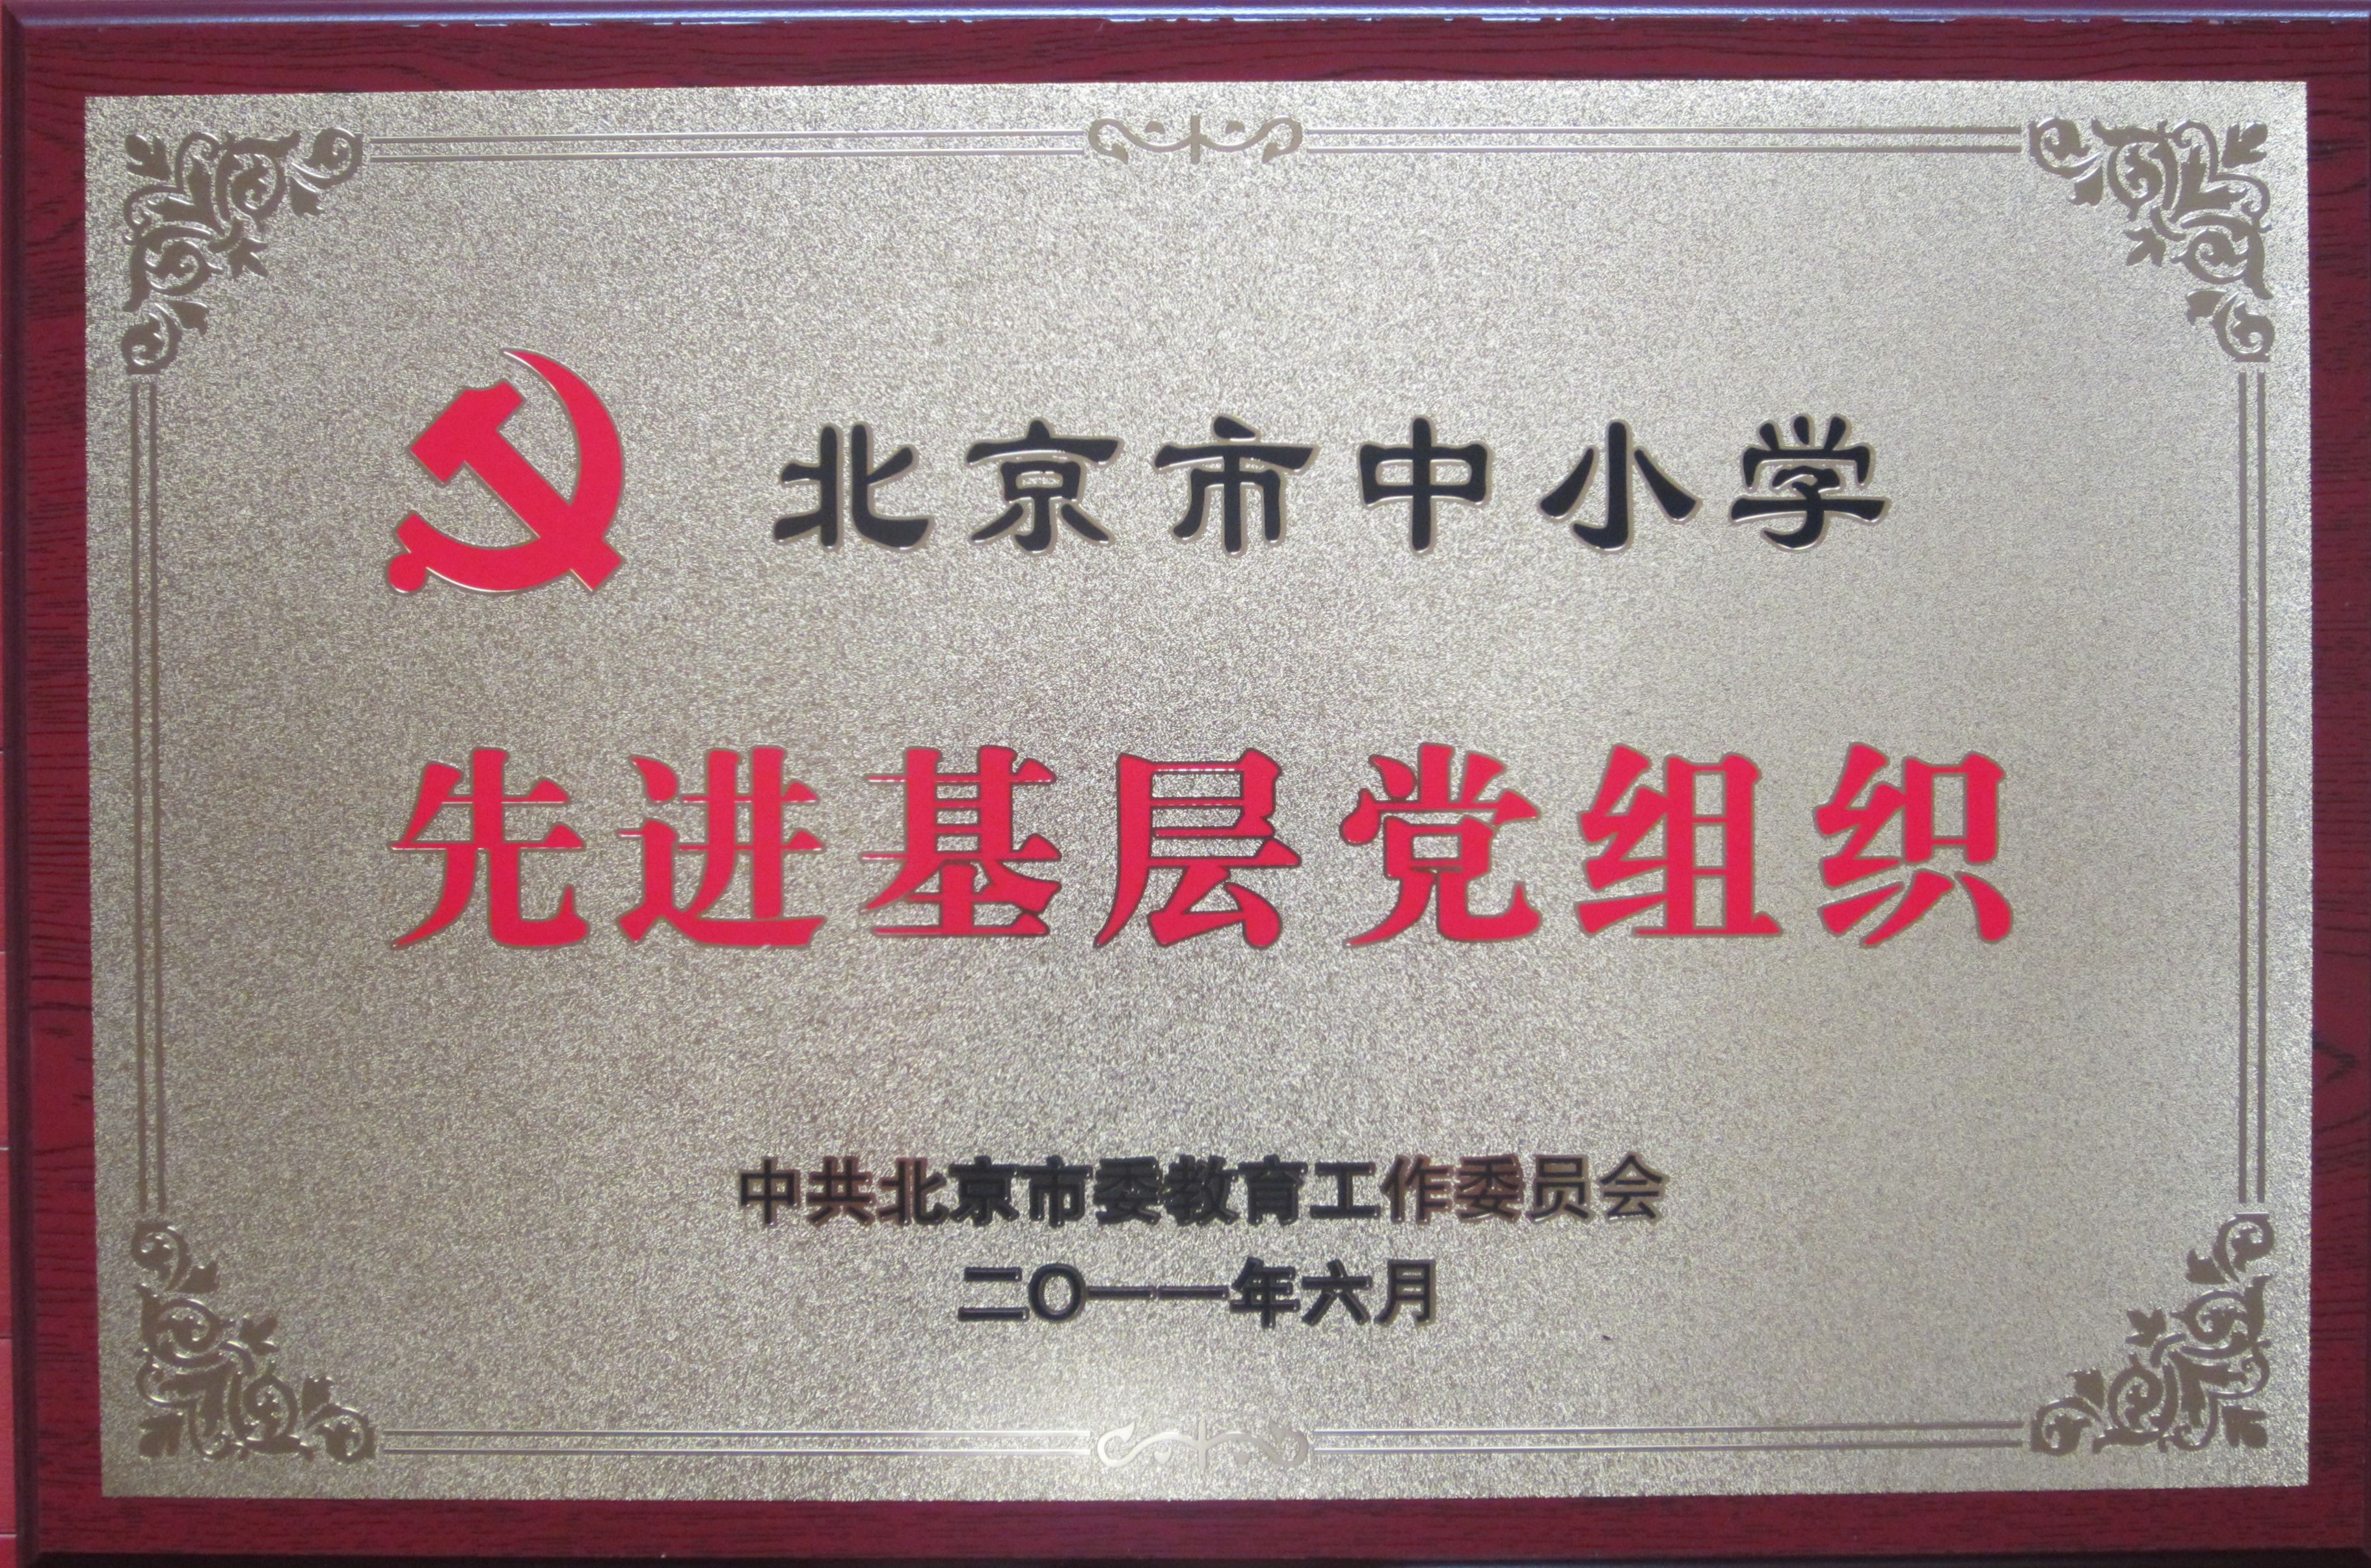 北京市中小学
先进基层党组织
中共北京市委教育工作委员会
二〇一一年六月